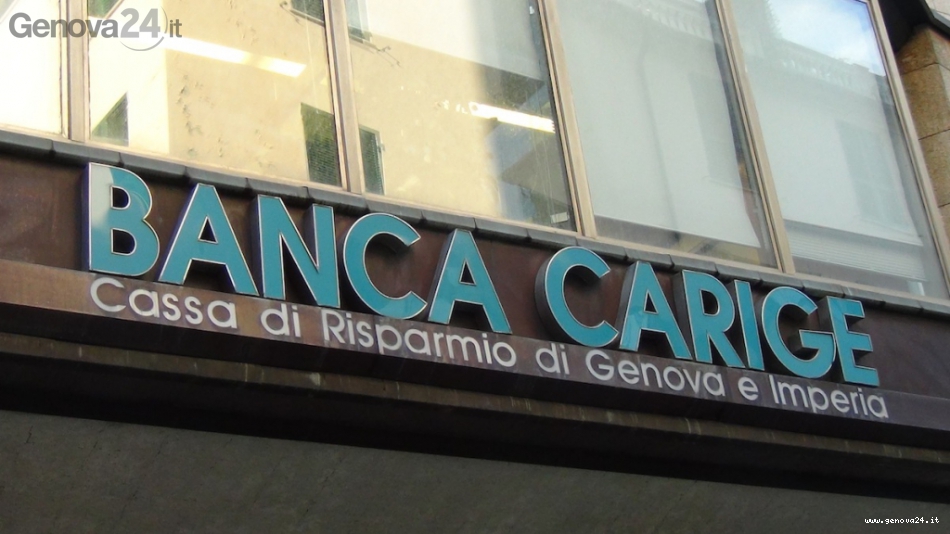 Genova24.it
BANCA CARIGE
Cassa di Risparmio di Genova e Imperia
www.genova24.it